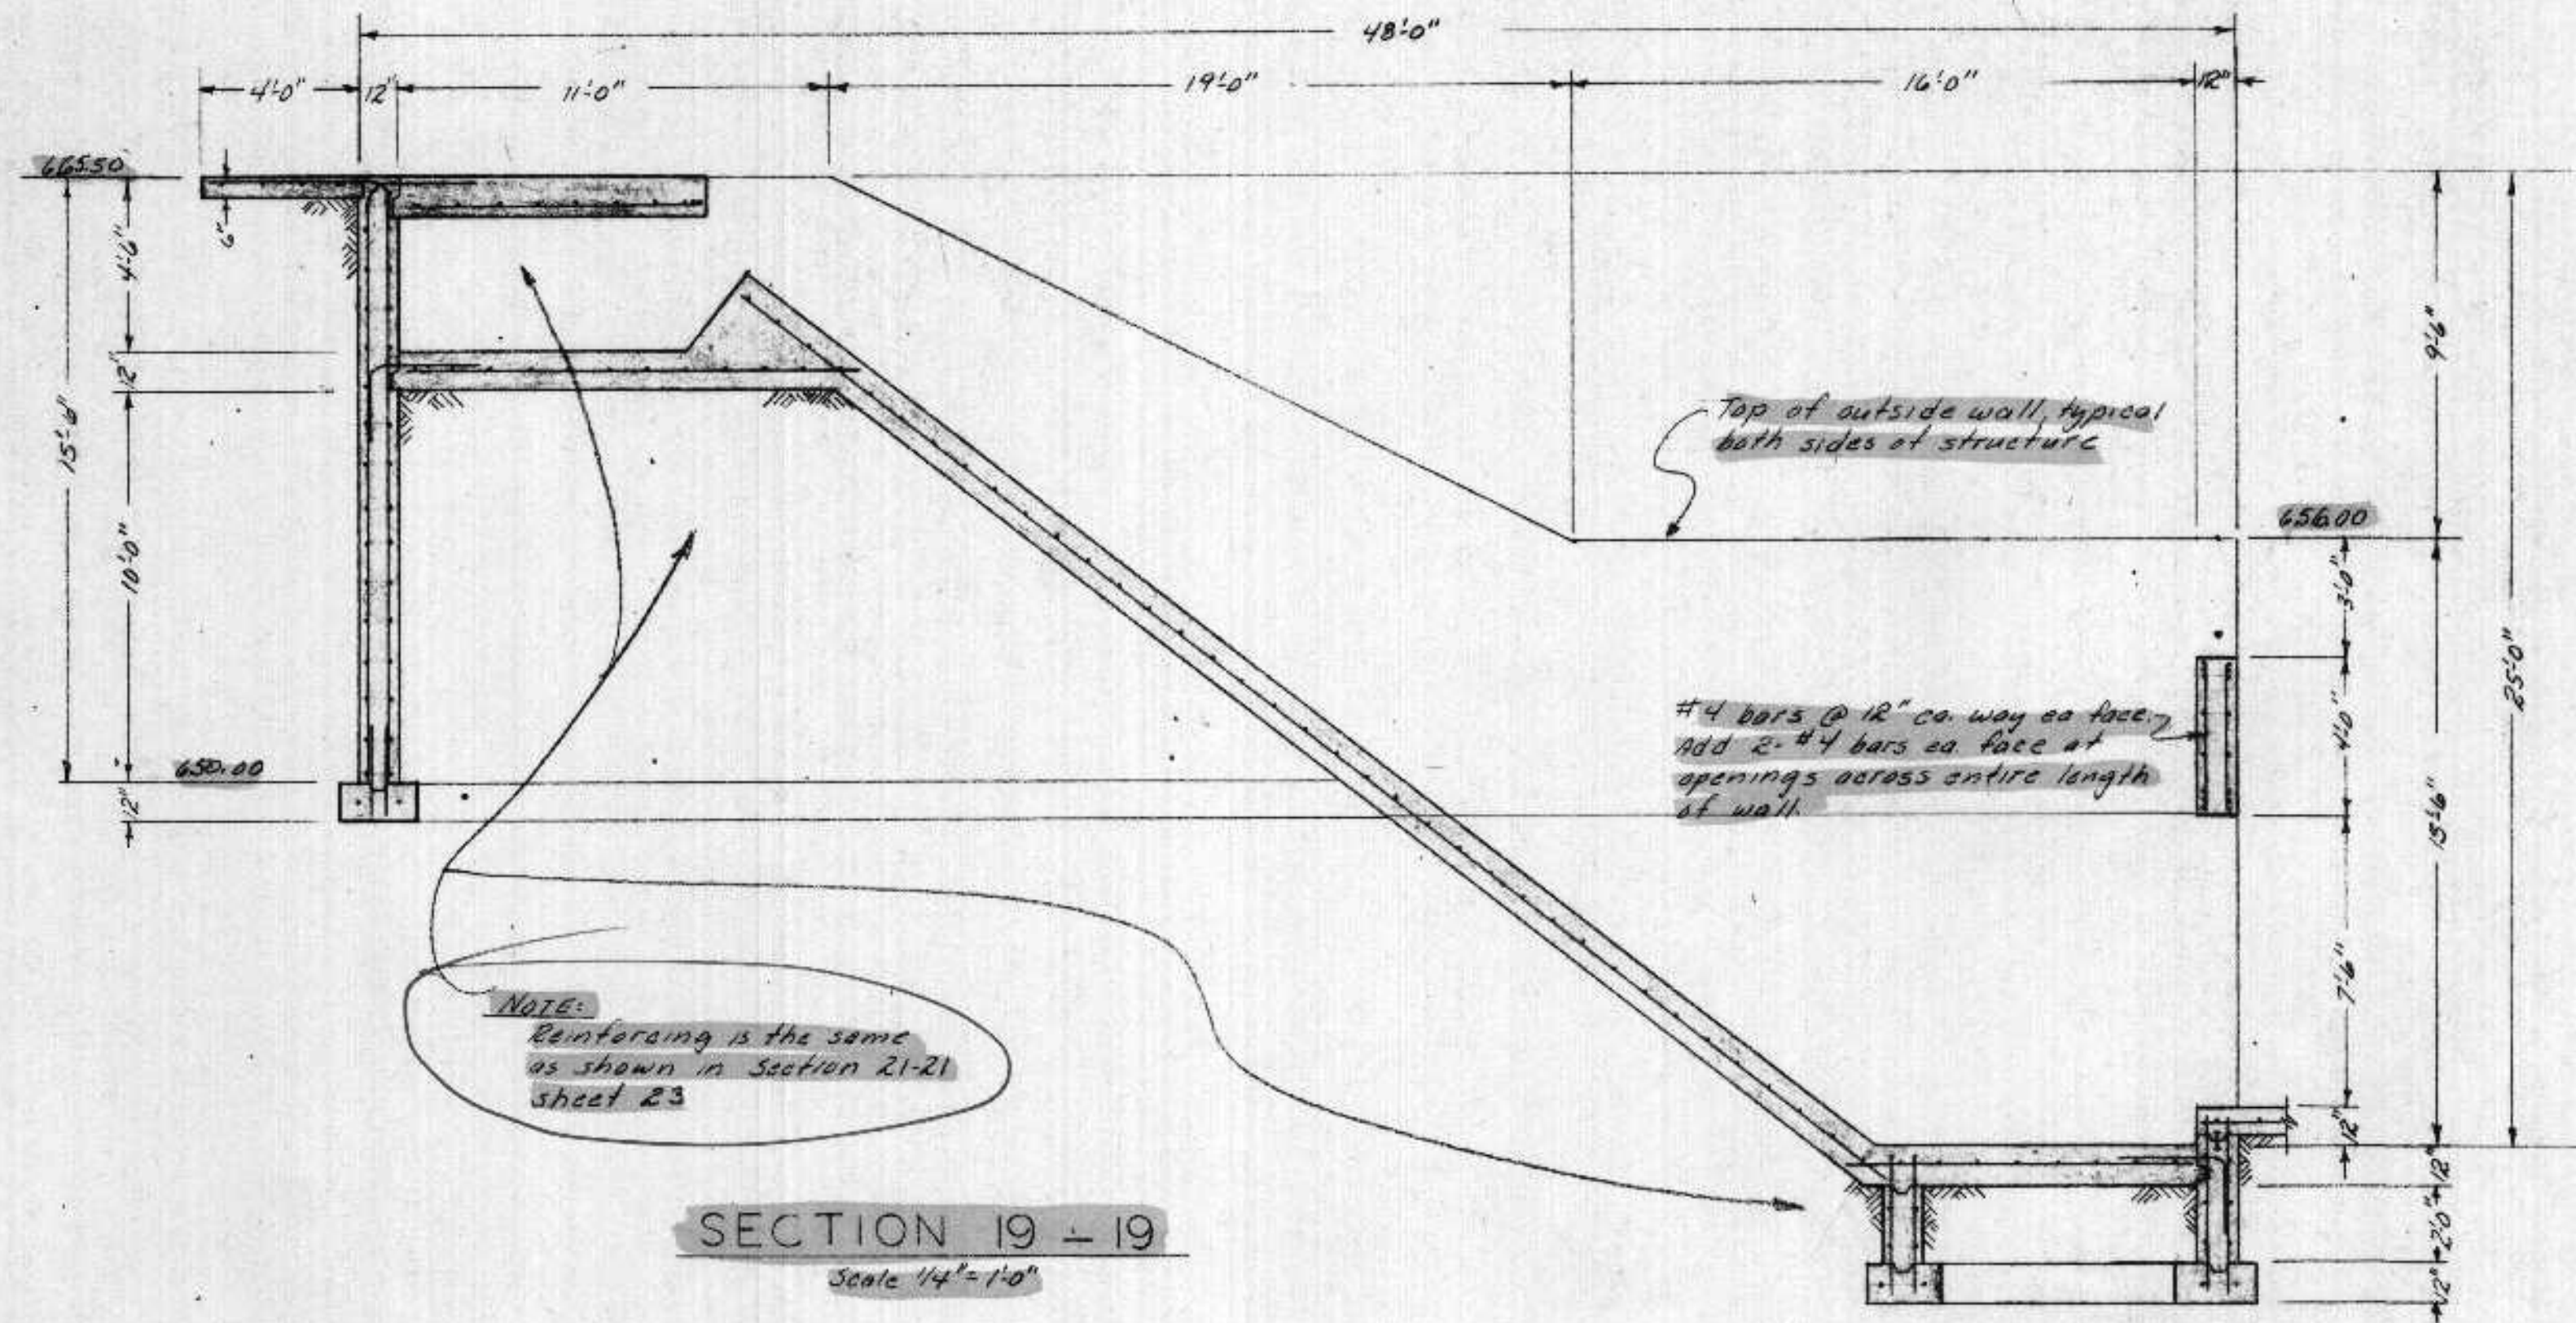 48'-0"
4'-0" 12" 11'-0" 19'-0" 16'-0" 12"
665.50
6"
4'-6"
12"
15'-6"
10'-0"
650.00
12"
Top of outside wall, typical
both sides of structure
656.00
9'-6"
3'-0"
25'-0"
#4 bars @ 12" ea. way ea face.
Add 2-#4 bars ea. face at
openings across entire length
of wall.
4'-0"
15'-6"
7'-6"
12"
12"
2'-0"
12"
NOTE:
Reinforcing is the same
as shown in Section 21-21
sheet 23
SECTION 19-19
Scale 1/4"=1'-0"